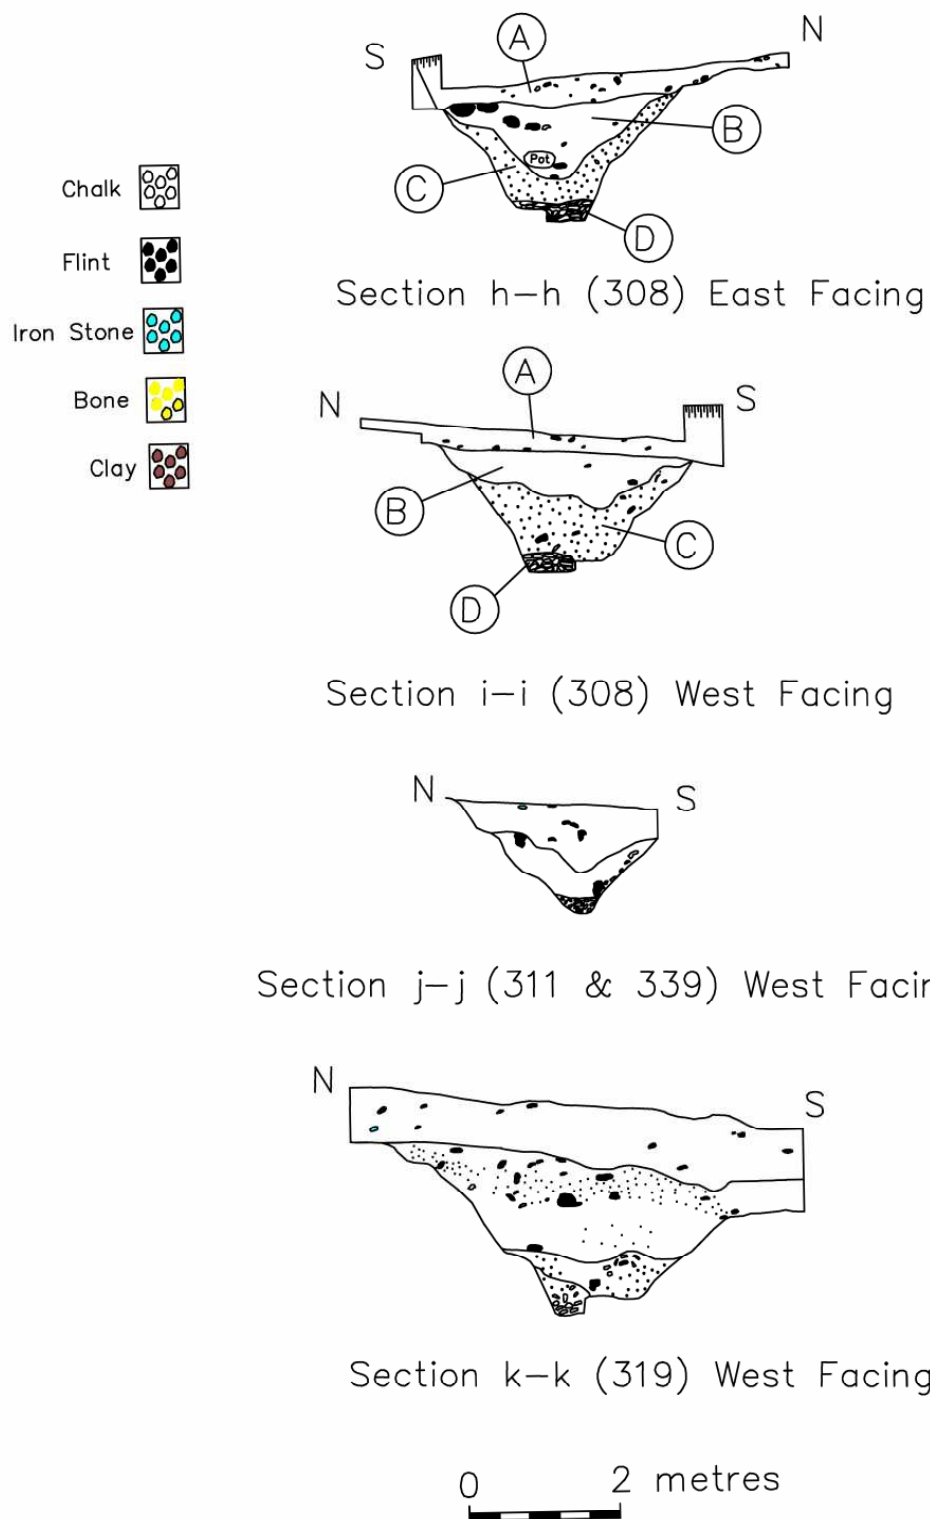 Chalk
Flint
Iron Stone
Bone
Clay
A
S
N
B
Pot
C
D
Section h-h (308) East Facing
A
N
S
B
C
D
Section i-i (308) West Facing
N
S
Section j-j (311 & 339) West Facin
N
S
Section k-k (319) West Facing
0 2 metres